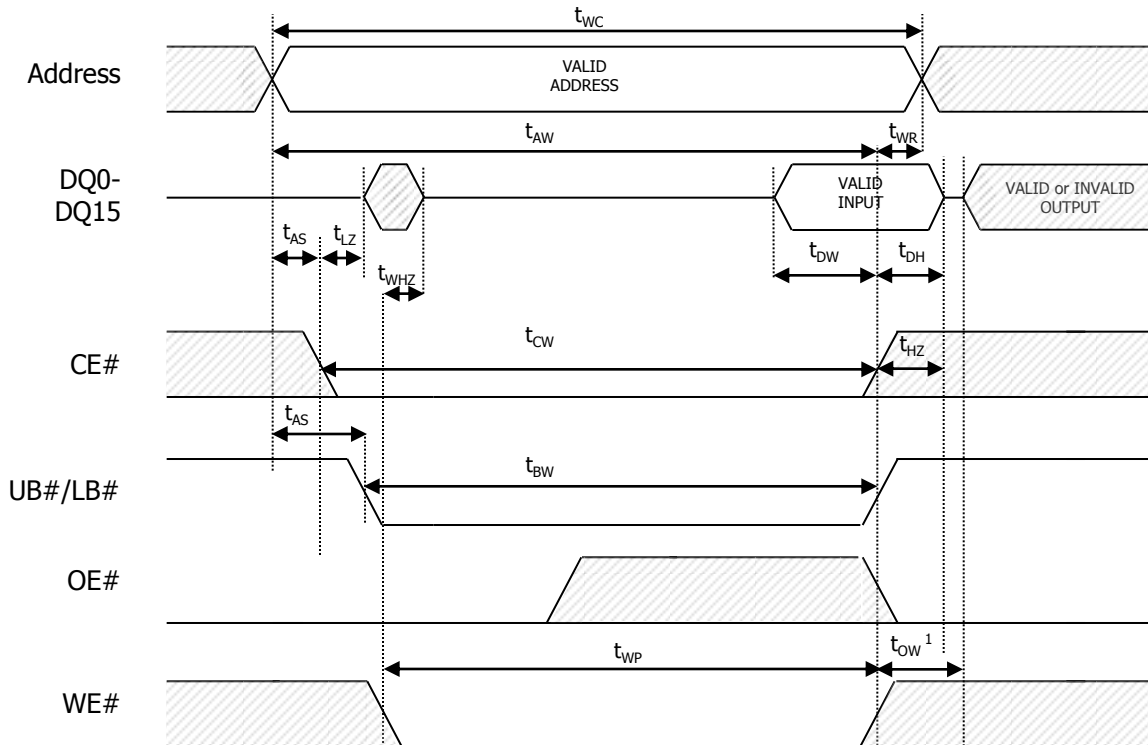 tWC
Address
VALID
ADDRESS
tAW
tWR
DQ0-
DQ15
VALID
INPUT
VALID or INVALID
OUTPUT
tAS
tLZ
tDW
tDH
tWHZ
CE#
tCW
tHZ
tAS
UB#/LB#
tBW
OE#
tWP
tOW 1
WE#